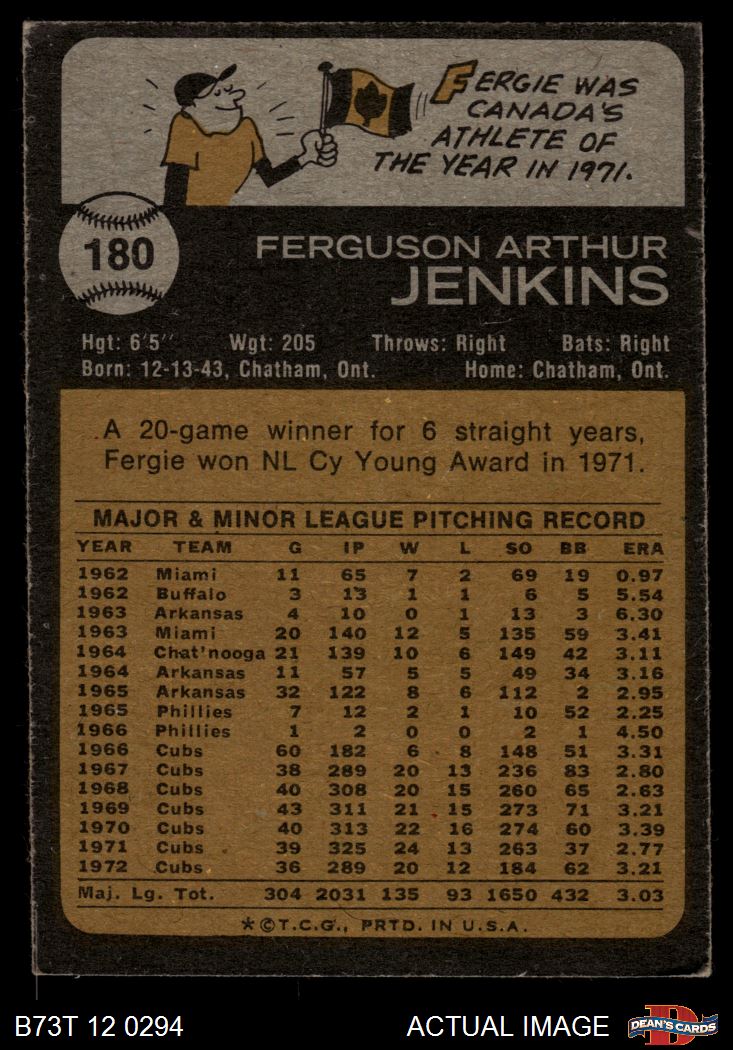 FERGIE WAS
CANADA'S
ATHLETE OF
THE YEAR IN 1971.
180
FERGUSON ARTHUR
JENKINS
Hgt: 6'5'' Wgt: 205 Throws: Right Bats: Right
Born: 12-13-43, Chatham, Ont. Home: Chatham, Ont.
A 20-game winner for 6 straight years,
Fergie won NL Cy Young Award in 1971.
MAJOR & MINOR LEAGUE PITCHING RECORD
YEAR TEAM G IP W L SO BB ERA
1962 Miami 11 65 7 2 69 19 0.97
1962 Buffalo 3 13 1 1 6 5 5.54
1963 Arkansas 4 10 0 1 13 3 6.30
1963 Miami 20 140 12 5 135 59 3.41
1964 Chat'nooga 21 139 10 6 149 42 3.11
1964 Arkansas 11 57 5 5 49 34 3.16
1965 Arkansas 32 122 8 6 112 2 2.95
1965 Phillies 7 12 2 1 10 52 2.25
1966 Phillies 1 2 0 0 2 1 4.50
1966 Cubs 60 182 6 8 148 51 3.31
1967 Cubs 38 289 20 13 236 83 2.80
1968 Cubs 40 308 20 15 260 65 2.63
1969 Cubs 43 311 21 15 273 71 3.21
1970 Cubs 40 313 22 16 274 60 3.39
1971 Cubs 39 325 24 13 263 37 2.77
1972 Cubs 36 289 20 12 184 62 3.21
Maj. Lg. Tot. 304 2031 135 93 1650 432 3.03
*©T.C.G., PRTD. IN U.S.A.
B73T 12 0294 ACTUAL IMAGE
D
DEAN'S CARDS